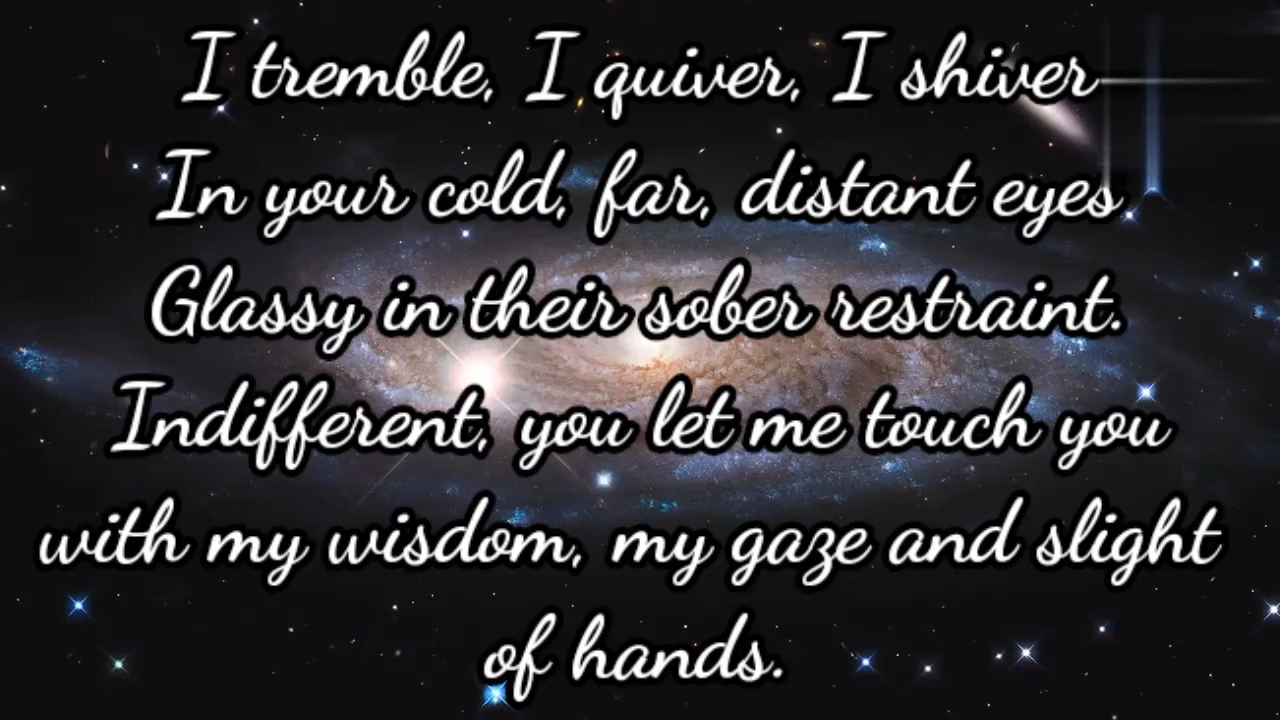 I tremble, I quiver, I shiver
In your cold, far, distant eyes
Glassy in their sober restraint.
Indifferent, you let me touch you
with my wisdom, my gaze and slight
of hands.